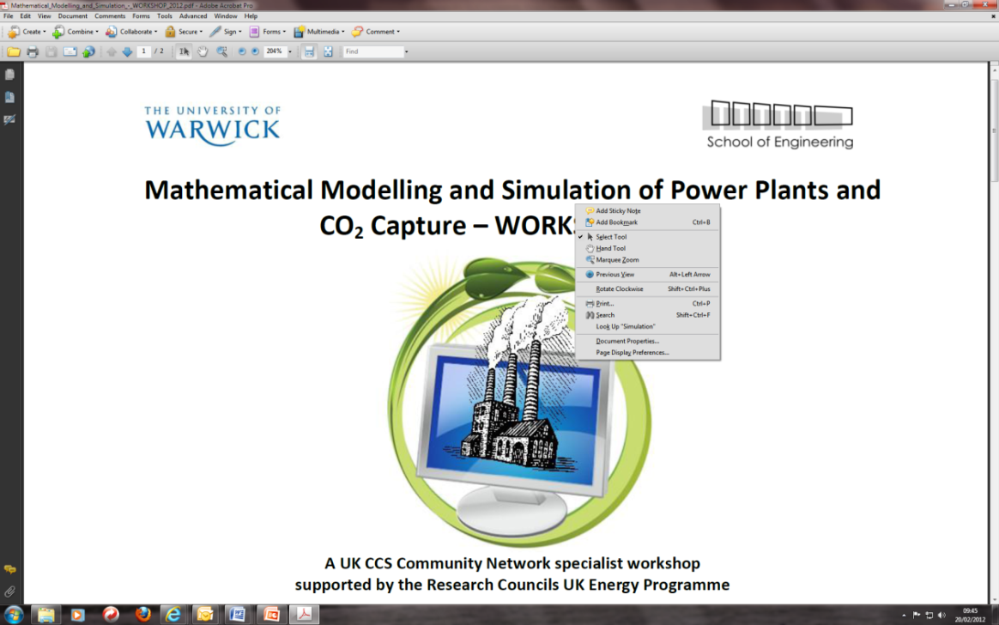 Mathematical_Modelling_and_Simulation_-_WORKSHOP_2012.pdf - Adobe Acrobat Pro
File Edit View Document Comments Forms Tools Advanced Window Help
Create Combine Collaborate Secure Sign Forms Multimedia Comment
1 / 2 204% Find
THE UNIVERSITY OF
WARWICK
School of Engineering
Mathematical Modelling and Simulation of Power Plants and
CO₂ Capture – WORKS
Add Sticky Note
Add Bookmark Ctrl+B
Select Tool
Hand Tool
Marquee Zoom
Previous View Alt+Left Arrow
Rotate Clockwise Shift+Ctrl+Plus
Print... Ctrl+P
Search Shift+Ctrl+F
Look Up "Simulation"
Document Properties...
Page Display Preferences...
A UK CCS Community Network specialist workshop
supported by the Research Councils UK Energy Programme
09:45
20/02/2012